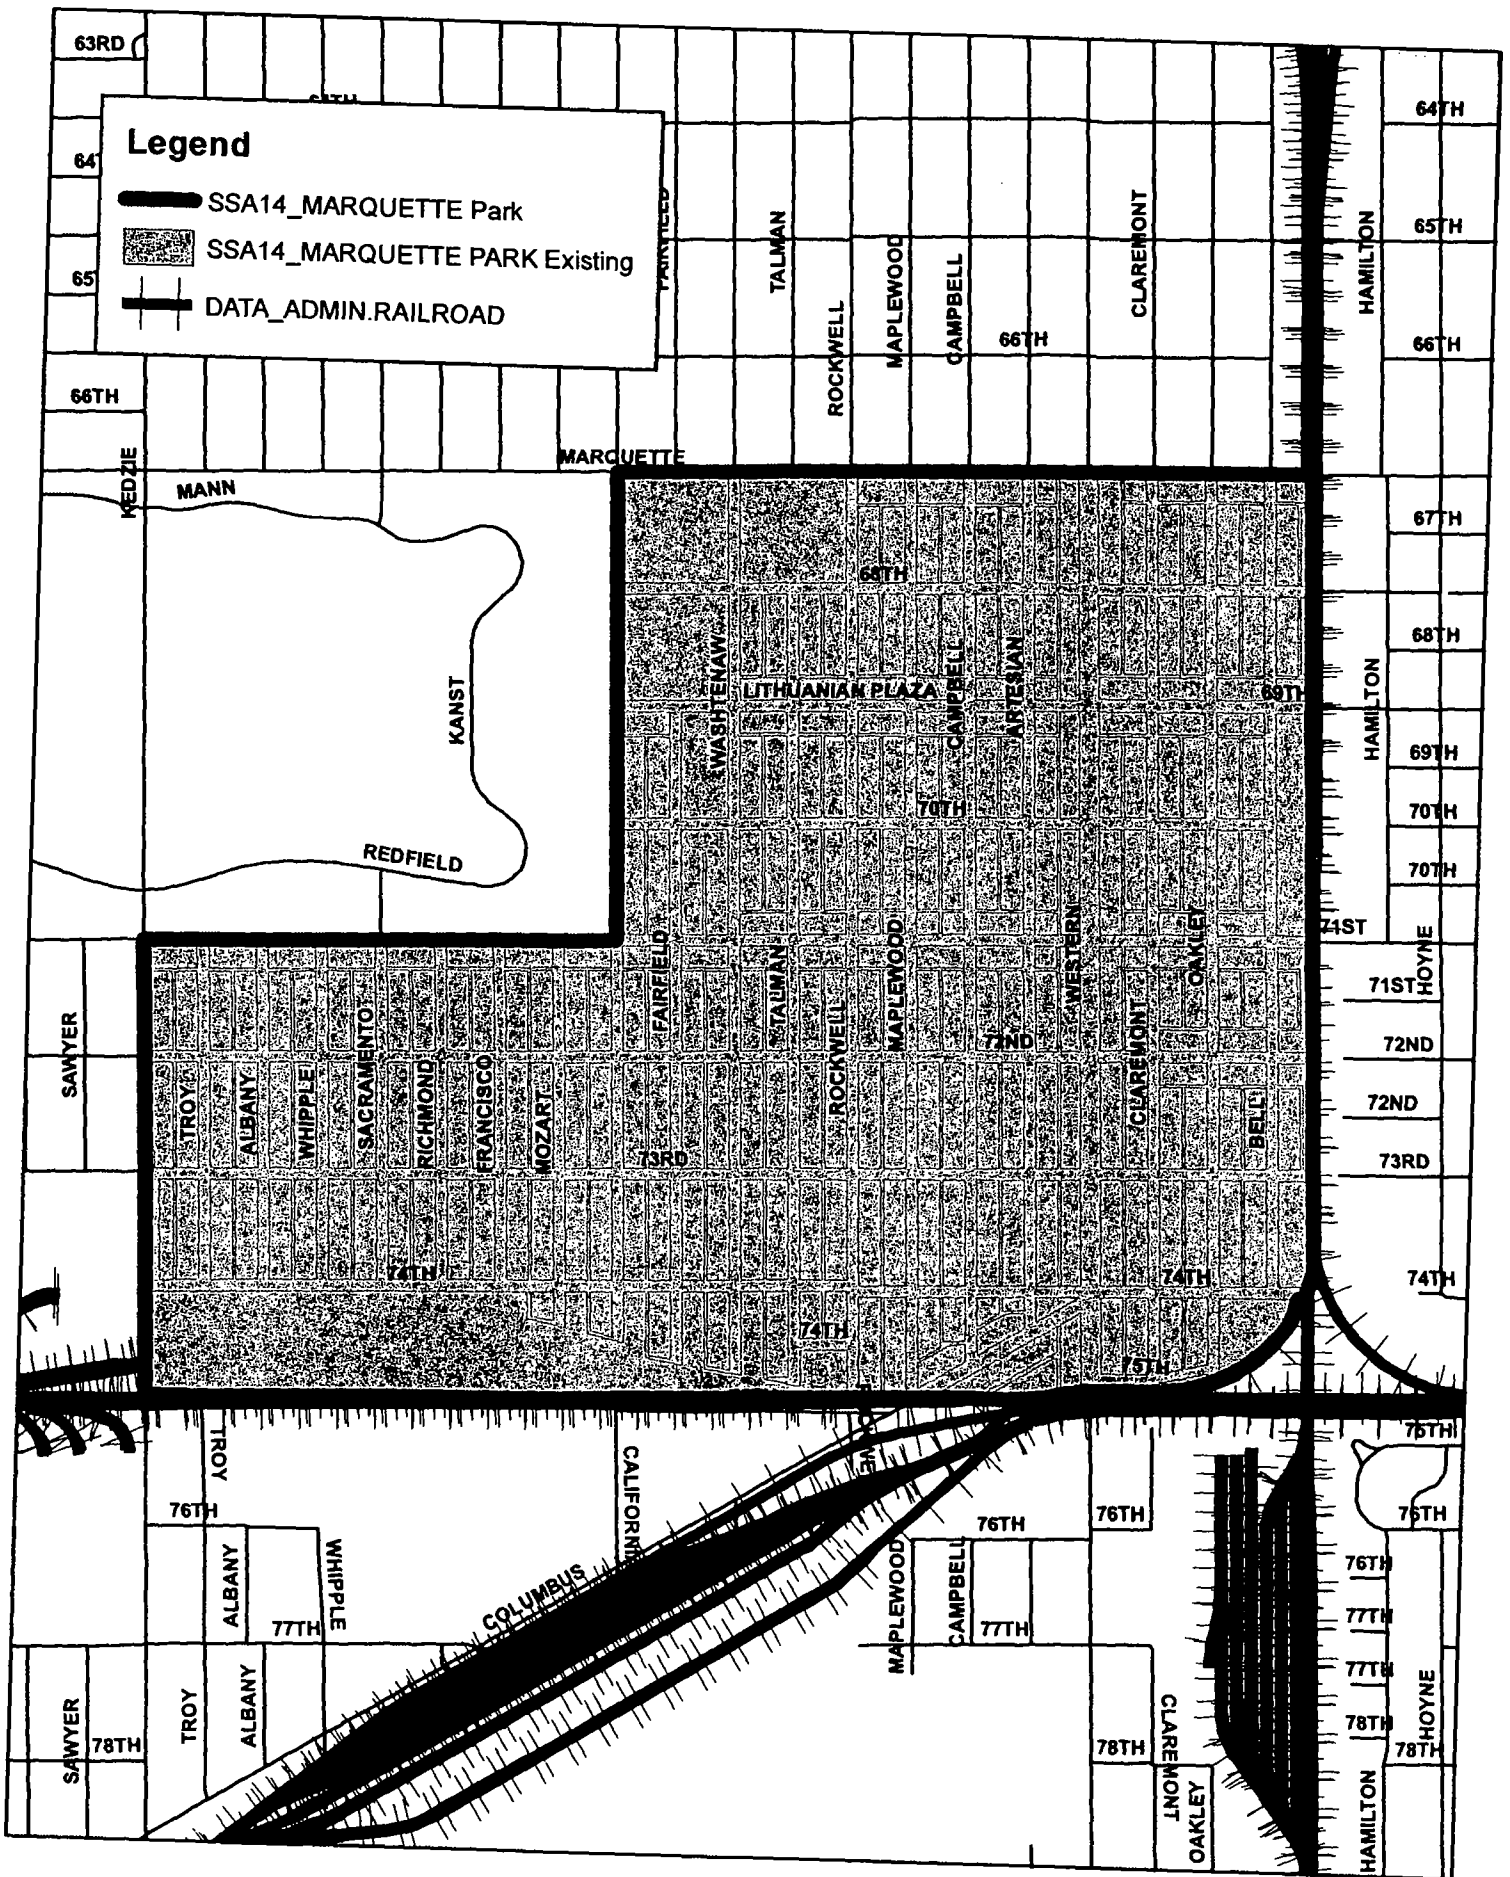 63RD
64TH
Legend
SSA14_MARQUETTE Park
SSA14_MARQUETTE PARK Existing
DATA_ADMIN.RAILROAD
TALMAN
ROCKWELL
MAPLEWOOD
CAMPBELL
66TH
CLAREMONT
HAMILTON
65TH
66TH
66TH
KEDZIE
MARQUETTE
MANN
67TH
68TH
68TH
KANST
WASHTENAW
LITHUANIAN PLAZA
CAMPBELL
ARTESIAN
69TH
HAMILTON
69TH
70TH
70TH
70TH
REDFIELD
71ST
FAIRFIELD
TALMAN
ROCKWELL
MAPLEWOOD
WESTERN
OAKLEY
HOYNE
71ST
72ND
72ND
72ND
SAWYER
TROY
ALBANY
WHIPPLE
SACRAMENTO
RICHMOND
FRANCISCO
MOZART
CLAREMONT
BELL
73RD
73RD
74TH
74TH
74TH
74TH
75TH
75TH
TROY
76TH
ALBANY
WHIPPLE
77TH
COLUMBUS
MAPLEWOOD
CAMPBELL
76TH
77TH
76TH
76TH
76TH
77TH
77TH
78TH
78TH
HOYNE
SAWYER
78TH
TROY
ALBANY
78TH
CLAREMONT
OAKLEY
HAMILTON